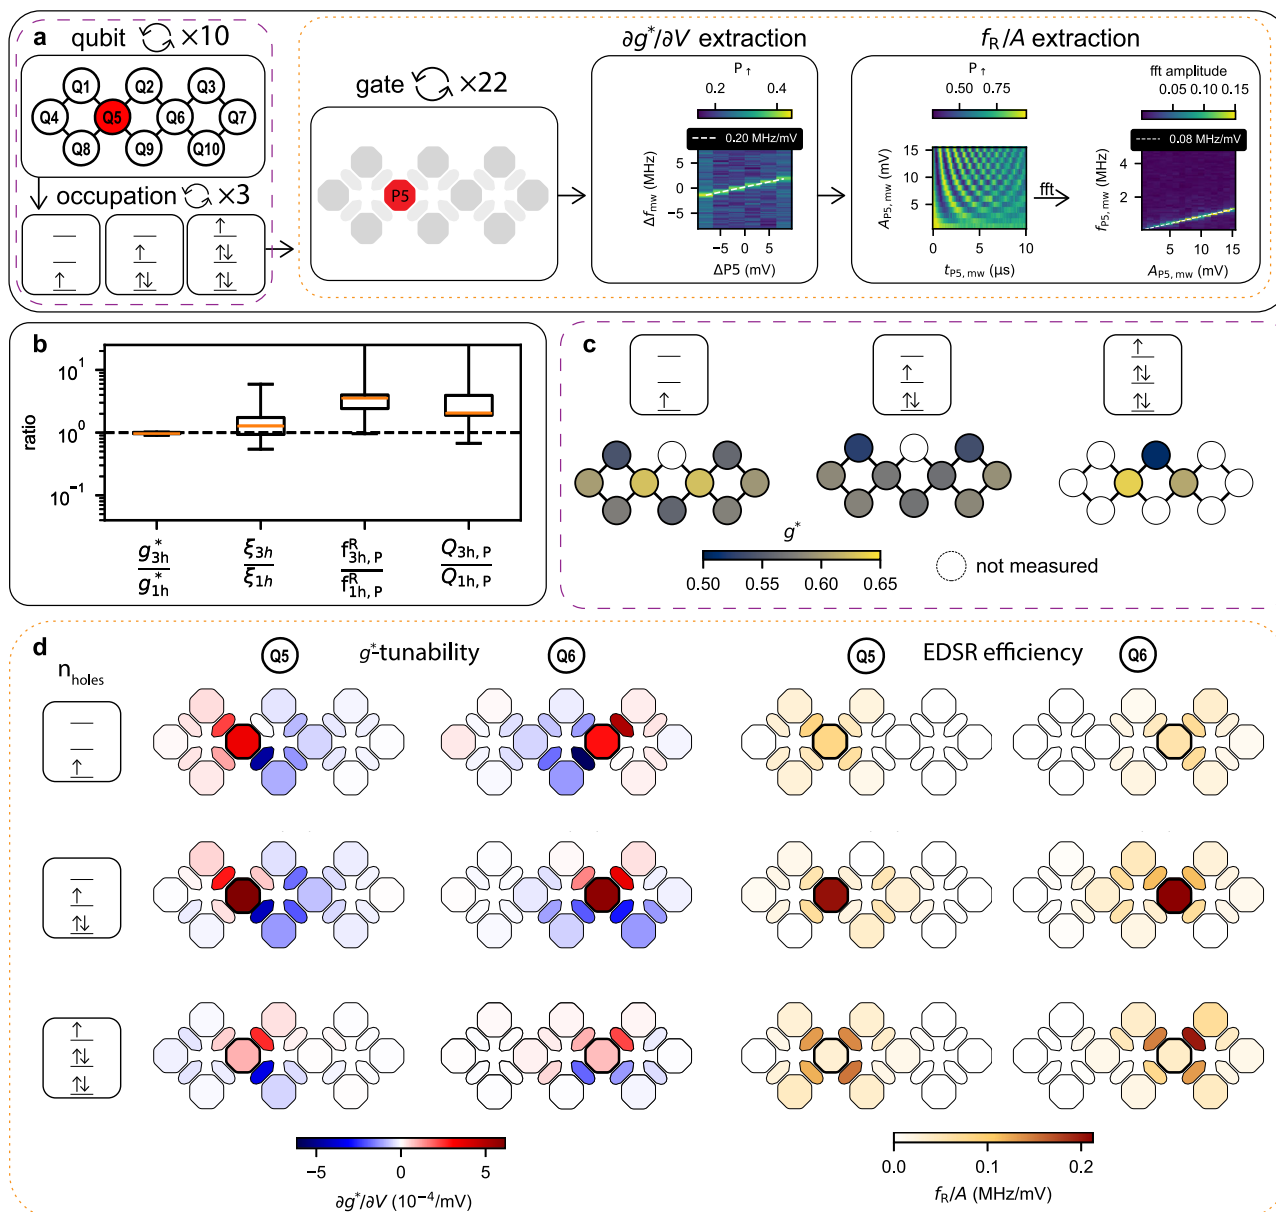 a
qubit ×10
Q1 Q2 Q3
Q4 Q5 Q6 Q7
Q8 Q9 Q10
occupation ×3
gate ×22
P5
∂g*/∂V extraction
P↑
0.2 0.4
0.20 MHz/mV
5
0
−5
Δf_mw (MHz)
−5 0 5
ΔP5 (mV)
f_R/A extraction
P↑
0.50 0.75
15
10
5
A_P5, mw (mV)
0 5 10
t_P5, mw (μs)
fft
fft amplitude
0.05 0.10 0.15
0.08 MHz/mV
4
2
f_P5, mw (MHz)
5 10 15
A_P5, mw (mV)
b
10¹
10⁰
10⁻¹
ratio
g*_3h / g*_1h
ξ_3h / ξ_1h
f^R_3h, P / f^R_1h, P
Q_3h, P / Q_1h, P
c
g*
0.50 0.55 0.60 0.65
not measured
d
n_holes
Q5 g*-tunability Q6
Q5 EDSR efficiency Q6
−5 0 5
∂g*/∂V (10⁻⁴/mV)
0.0 0.1 0.2
f_R/A (MHz/mV)